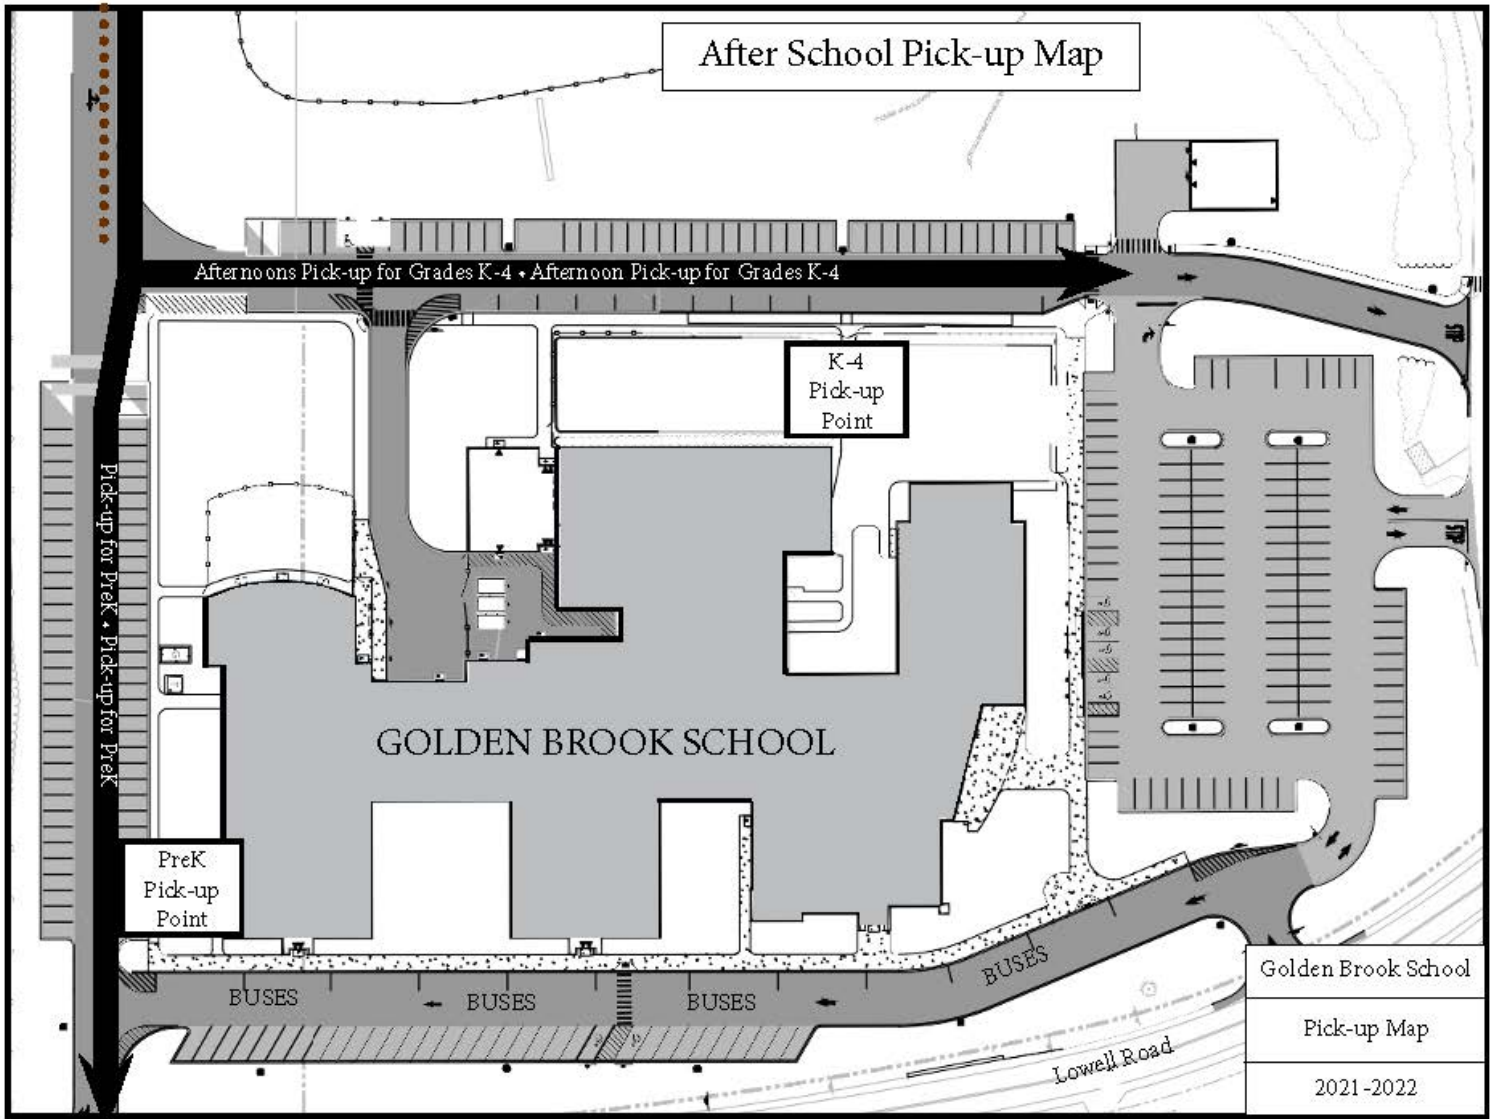 After School Pick-up Map
Afternoons Pick-up for Grades K-4 • Afternoon Pick-up for Grades K-4
K-4
Pick-up
Point
Pick-up for PreK • Pick-up for PreK
GOLDEN BROOK SCHOOL
PreK
Pick-up
Point
BUSES
BUSES
BUSES
BUSES
Lowell Road
Golden Brook School
Pick-up Map
2021-2022